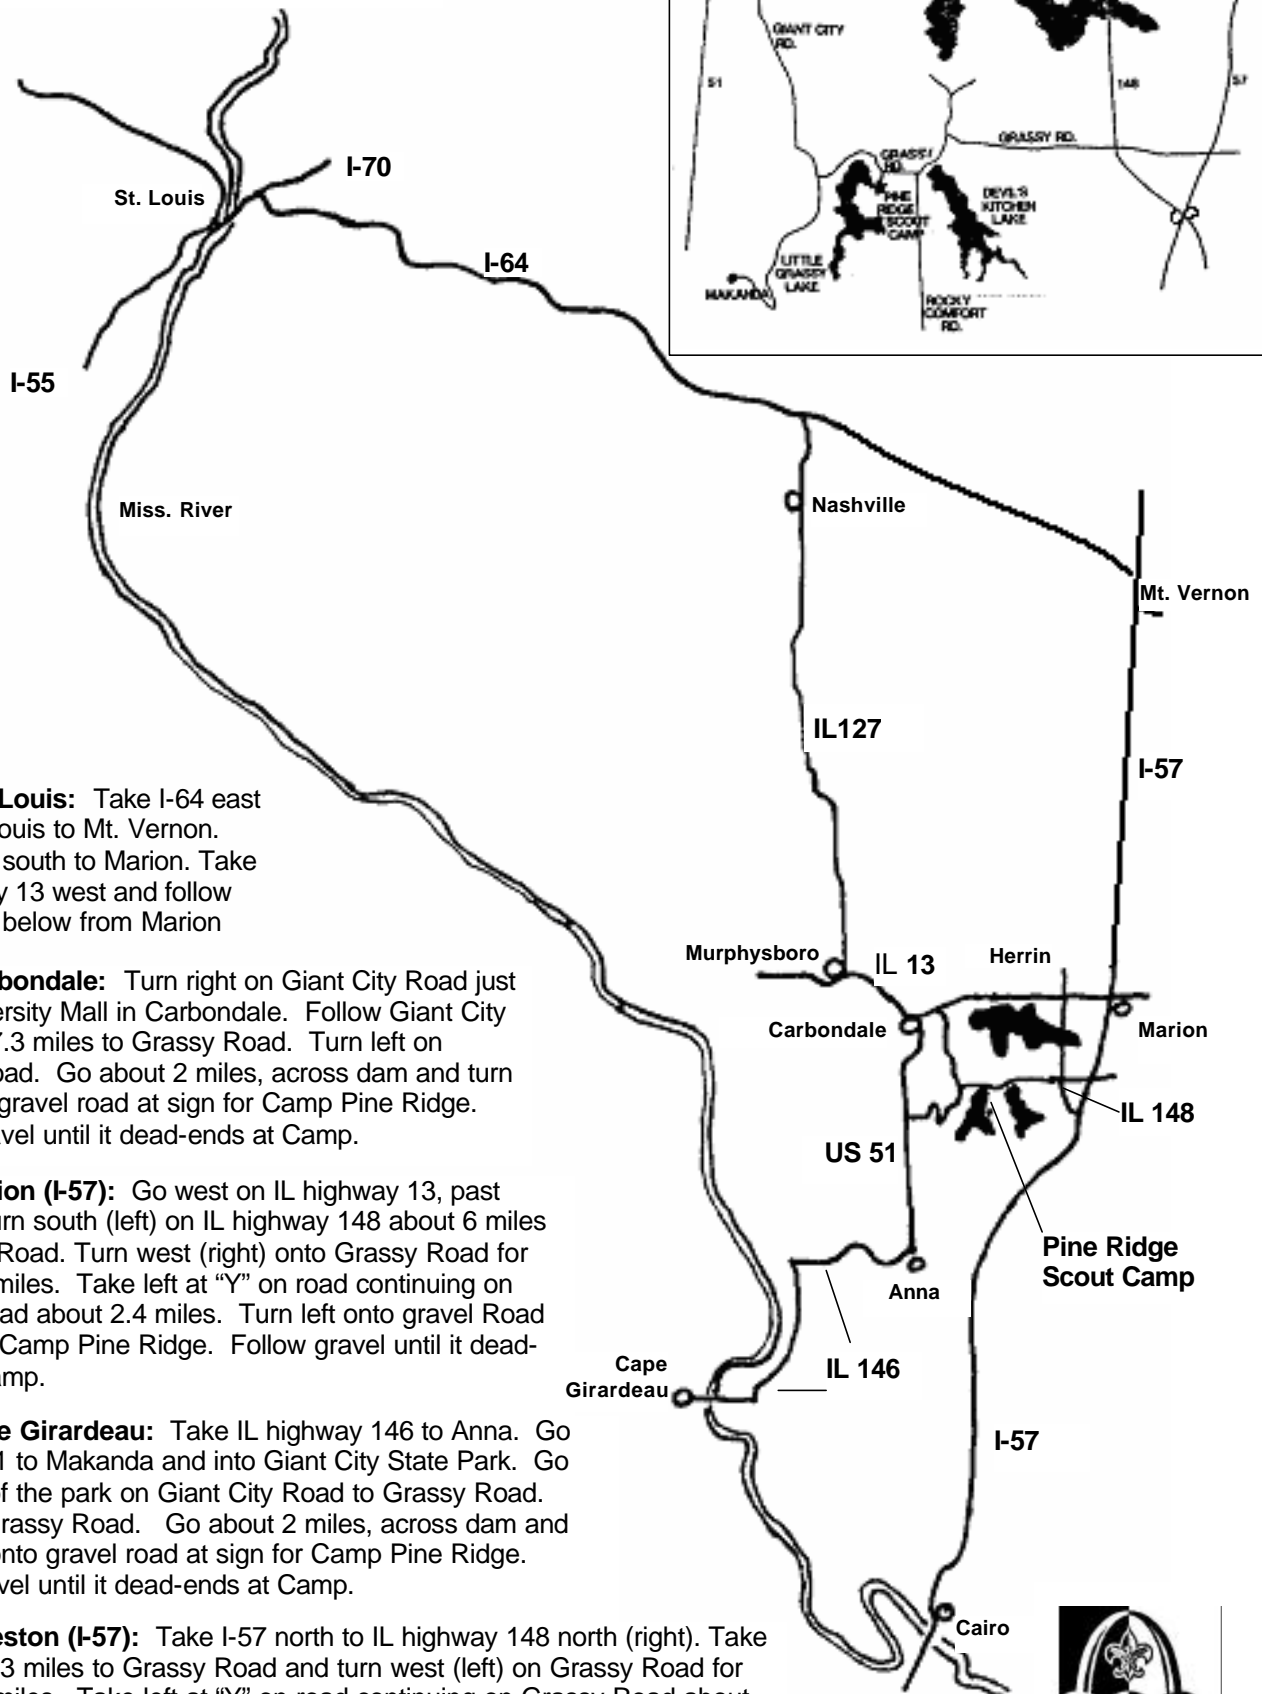 GIANT CITY
RD.
51
148
57
GRASSY RD.
GRASSY
RD.
PINE
RIDGE
SCOUT
CAMP
DEVIL'S
KITCHEN
LAKE
LITTLE
GRASSY
LAKE
MAKANDA
ROCKY
COMFORT
RD.
I-70
St. Louis
I-64
I-55
Miss. River
Nashville
Mt. Vernon
IL127
I-57
Louis: Take I-64 east
ouis to Mt. Vernon.
south to Marion. Take
y 13 west and follow
below from Marion
Murphysboro
IL 13
Herrin
Carbondale
Marion
IL 148
US 51
Pine Ridge
Scout Camp
Anna
IL 146
Cape
Girardeau
I-57
Cairo
bondale: Turn right on Giant City Road just
ersity Mall in Carbondale. Follow Giant City
7.3 miles to Grassy Road. Turn left on
oad. Go about 2 miles, across dam and turn
gravel road at sign for Camp Pine Ridge.
vel until it dead-ends at Camp.
ion (I-57): Go west on IL highway 13, past
urn south (left) on IL highway 148 about 6 miles
Road. Turn west (right) onto Grassy Road for
miles. Take left at “Y” on road continuing on
ad about 2.4 miles. Turn left onto gravel Road
Camp Pine Ridge. Follow gravel until it dead-
amp.
e Girardeau: Take IL highway 146 to Anna. Go
1 to Makanda and into Giant City State Park. Go
of the park on Giant City Road to Grassy Road.
rassy Road. Go about 2 miles, across dam and
onto gravel road at sign for Camp Pine Ridge.
vel until it dead-ends at Camp.
eston (I-57): Take I-57 north to IL highway 148 north (right). Take
3 miles to Grassy Road and turn west (left) on Grassy Road for
miles. Take left at “Y” on road continuing on Grassy Road about